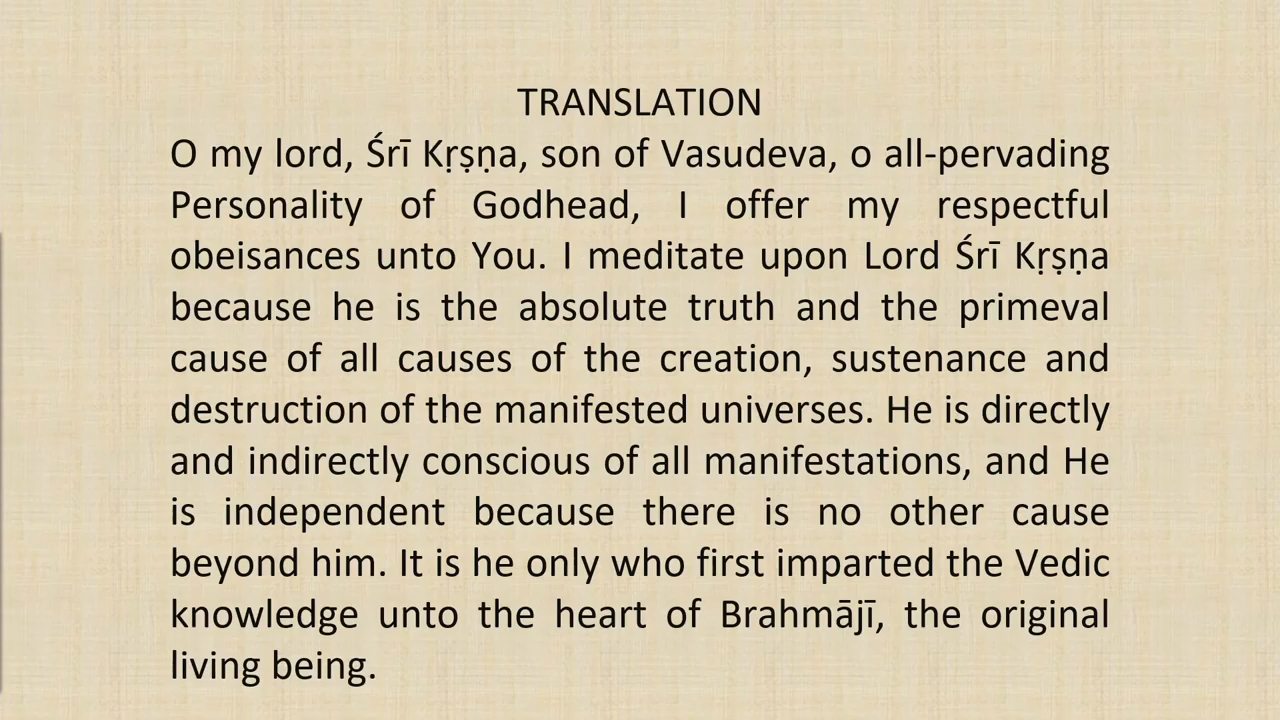 TRANSLATION
O my lord, Śrī Kṛṣṇa, son of Vasudeva, o all-pervading
Personality of Godhead, I offer my respectful
obeisances unto You. I meditate upon Lord Śrī Kṛṣṇa
because he is the absolute truth and the primeval
cause of all causes of the creation, sustenance and
destruction of the manifested universes. He is directly
and indirectly conscious of all manifestations, and He
is independent because there is no other cause
beyond him. It is he only who first imparted the Vedic
knowledge unto the heart of Brahmājī, the original
living being.